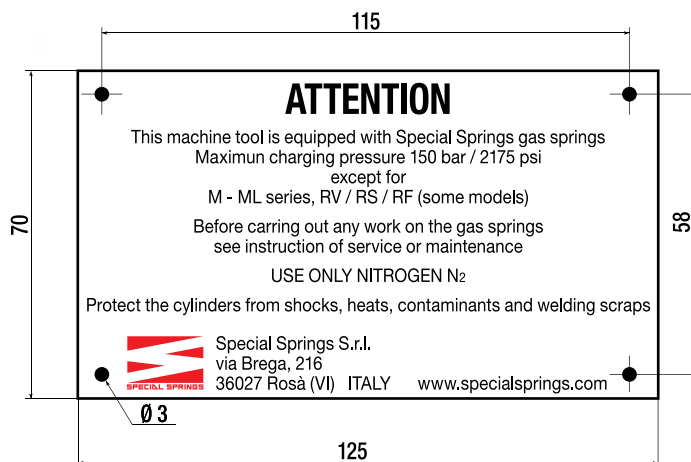 115
ATTENTION
This machine tool is equipped with Special Springs gas springs
Maximun charging pressure 150 bar / 2175 psi
except for
M - ML series, RV / RS / RF (some models)
70
58
Before carring out any work on the gas springs
see instruction of service or maintenance
USE ONLY NITROGEN N2
Protect the cylinders from shocks, heats, contaminants and welding scraps
SPECIAL SPRINGS
Special Springs S.r.l.
via Brega, 216
36027 Rosà (VI) ITALY www.specialsprings.com
Ø 3
125